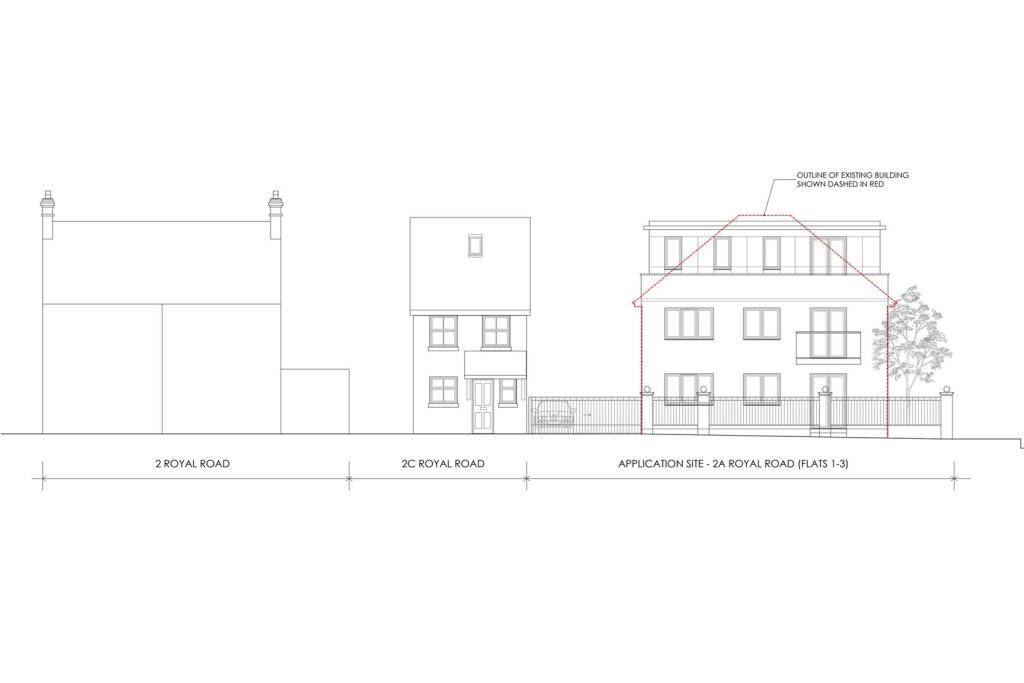 OUTLINE OF EXISTING BUILDING
SHOWN DASHED IN RED
2 ROYAL ROAD
2C ROYAL ROAD
APPLICATION SITE - 2A ROYAL ROAD (FLATS 1-3)